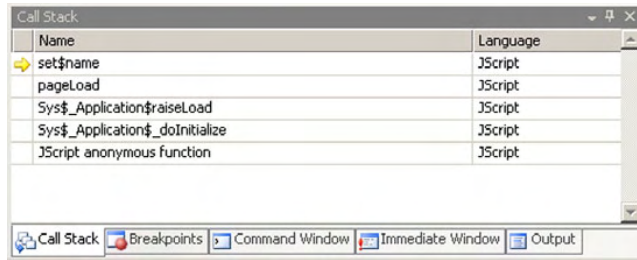 Call Stack
Name Language
set$name JScript
pageLoad JScript
Sys$_Application$raiseLoad JScript
Sys$_Application$_doInitialize JScript
JScript anonymous function JScript
Call Stack Breakpoints Command Window Immediate Window Output